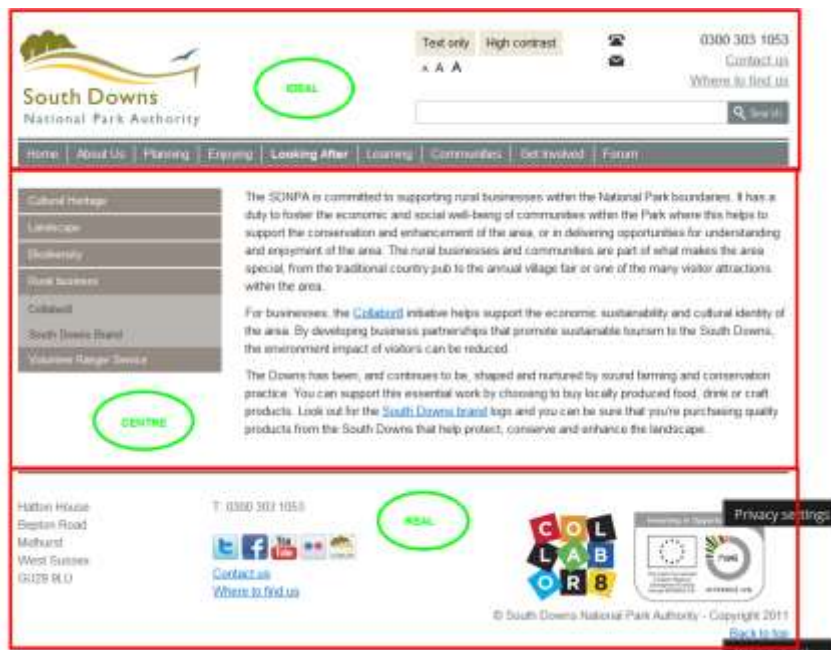 Text only High contrast
0300 303 1053
A A A
Contact us
IDEAL
Where to find us
South Downs
National Park Authority
Search
Home About Us Planning Enjoying Looking After Learning Communities Get Involved Forum
Cultural Heritage
Landscape
Biodiversity
Rural business
Collabor8
South Downs Brand
Volunteer Ranger Service
The SDNPA is committed to supporting rural businesses within the National Park boundaries. It has a
duty to foster the economic and social well-being of communities within the Park where this helps to
support the conservation and enhancement of the area, or in delivering opportunities for understanding
and enjoyment of the area. The rural businesses and communities are part of what makes the area
special, from the traditional country pub to the annual village fair or one of the many visitor attractions
within the area.
For businesses, the Collabor8 initiative helps support the economic sustainability and cultural identity of
the area. By developing business partnerships that promote sustainable tourism to the South Downs,
the environment impact of visitors can be reduced.
The Downs has been, and continues to be, shaped and nurtured by sound farming and conservation
practice. You can support this essential work by choosing to buy locally produced food, drink or craft
products. Look out for the South Downs brand logo and you can be sure that you're purchasing quality
products from the South Downs that help protect, conserve and enhance the landscape.
CENTRE
Hatton House
Bepton Road
Midhurst
West Sussex
GU29 9LU
T: 0300 303 1053
Contact us
Where to find us
REAL
COL
LAB
OR8
Investing in
Privacy settings
© South Downs National Park Authority - Copyright 2011
Back to top